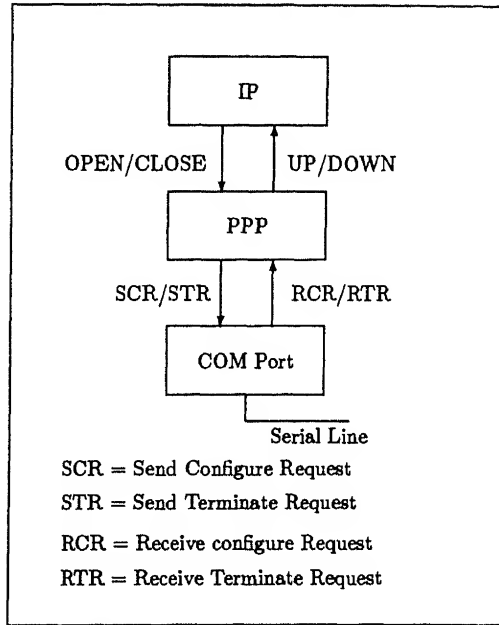 IP
OPEN/CLOSE UP/DOWN
PPP
SCR/STR RCR/RTR
COM Port
Serial Line
SCR = Send Configure Request
STR = Send Terminate Request
RCR = Receive configure Request
RTR = Receive Terminate Request